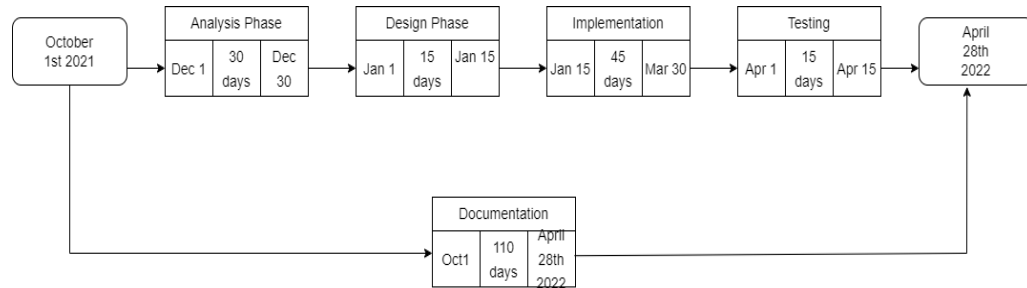 October
1st 2021
Analysis Phase
Dec 1
30
days
Dec
30
Design Phase
Jan 1
15
days
Jan 15
Implementation
Jan 15
45
days
Mar 30
Testing
Apr 1
15
days
Apr 15
April
28th
2022
Documentation
Oct1
110
days
April
28th
2022